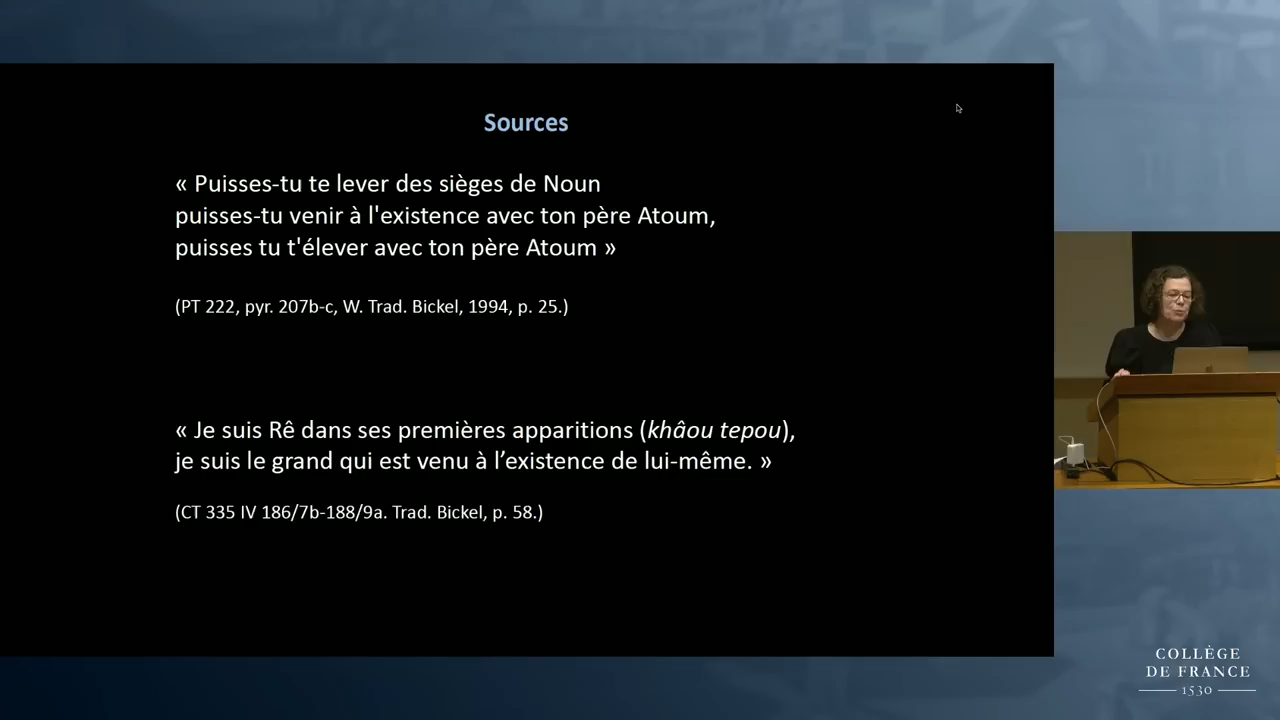 Sources
« Puisses-tu te lever des sièges de Noun
puisses-tu venir à l'existence avec ton père Atoum,
puisses tu t'élever avec ton père Atoum »
(PT 222, pyr. 207b-c, W. Trad. Bickel, 1994, p. 25.)
« Je suis Rê dans ses premières apparitions (khâou tepou),
je suis le grand qui est venu à l’existence de lui-même. »
(CT 335 IV 186/7b-188/9a. Trad. Bickel, p. 58.)
COLLÈGE
DE FRANCE
1530